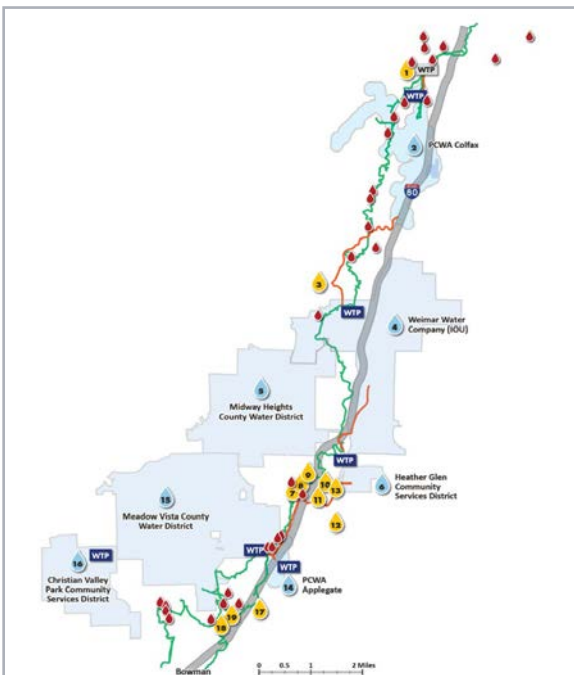 1
WTP
WTP
2
PCWA Colfax
80
3
WTP
4
Weimar Water
Company (IOU)
5
Midway Heights
County Water District
WTP
9
8
7
10
13
11
6
Heather Glen
Community
Services District
12
15
Meadow Vista County
Water District
16
WTP
Christian Valley
Park Community
Services District
WTP
WTP
14
PCWA
Applegate
17
19
18
Bowman
0 0.5 1 2 Miles